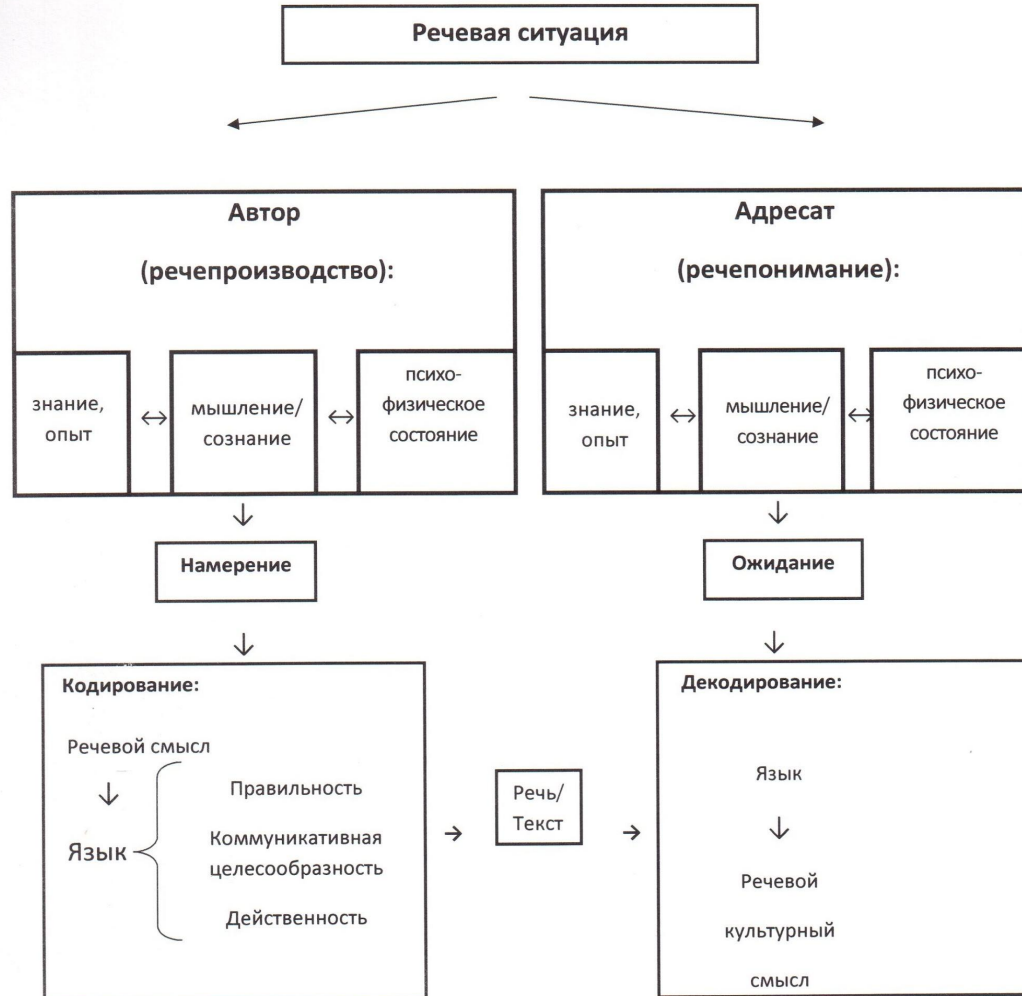 Речевая ситуация
Автор
(речепроизводство):
знание,
опыт
↔
мышление/
сознание
↔
психо-
физическое
состояние
Адресат
(речепонимание):
знание,
опыт
↔
мышление/
сознание
↔
психо-
физическое
состояние
↓
Намерение
↓
↓
Ожидание
↓
Кодирование:
Речевой смысл
↓
Язык
Правильность
Коммуникативная
целесообразность
Действенность
→
Речь/
Текст
→
Декодирование:
Язык
↓
Речевой
культурный
смысл